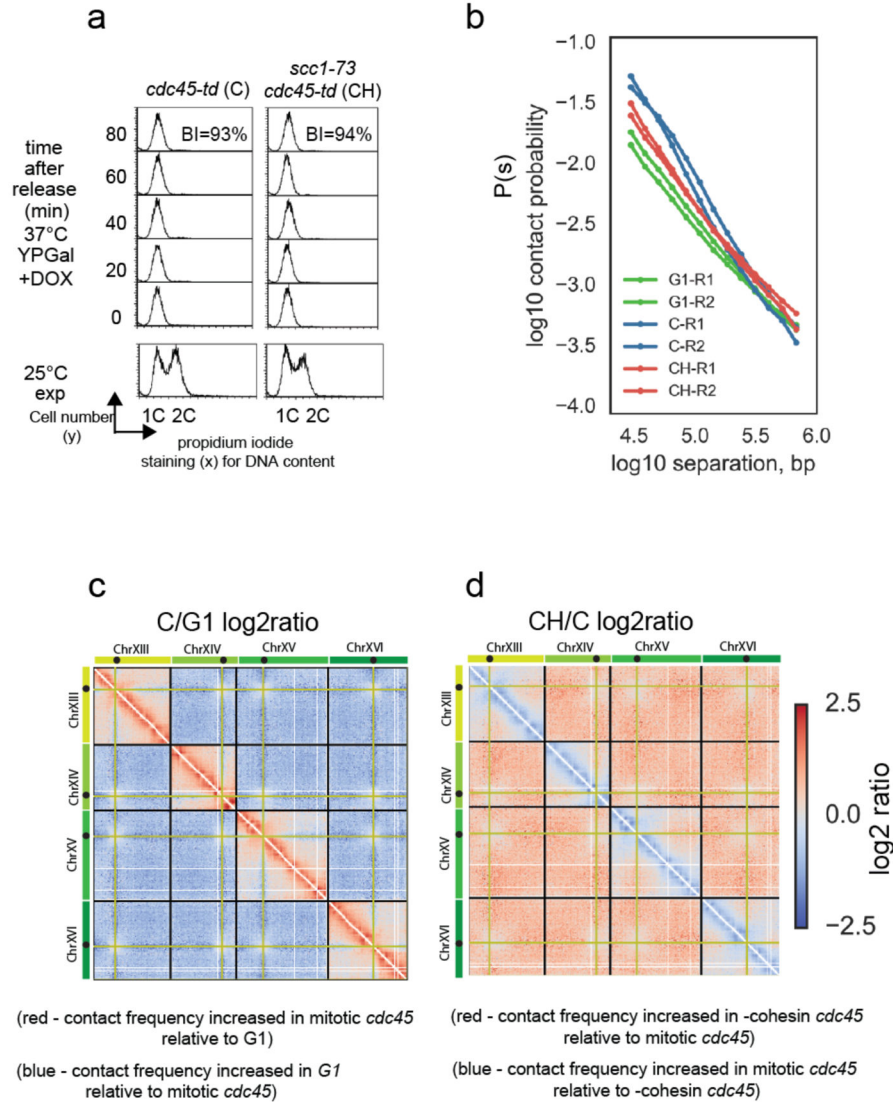 a
cdc45-td (C)
scc1-73
cdc45-td (CH)
time
after
release
(min)
37°C
YPGal
+DOX
80
60
40
20
0
BI=93%
BI=94%
25°C
exp
Cell number
(y)
1C 2C
1C 2C
propidium iodide
staining (x) for DNA content
b
P(s)
log10 contact probability
−1.0
−1.5
−2.0
−2.5
−3.0
−3.5
−4.0
G1-R1
G1-R2
C-R1
C-R2
CH-R1
CH-R2
4.5 5.0 5.5 6.0
log10 separation, bp
c
C/G1 log2ratio
ChrXIII ChrXIV ChrXV ChrXVI
ChrXIII
ChrXIV
ChrXV
ChrXVI
(red - contact frequency increased in mitotic cdc45
relative to G1)
(blue - contact frequency increased in G1
relative to mitotic cdc45)
d
CH/C log2ratio
ChrXIII ChrXIV ChrXV ChrXVI
ChrXIII
ChrXIV
ChrXV
ChrXVI
2.5
0.0
−2.5
log2 ratio
(red - contact frequency increased in -cohesin cdc45
relative to mitotic cdc45)
(blue - contact frequency increased in mitotic cdc45
relative to -cohesin cdc45)